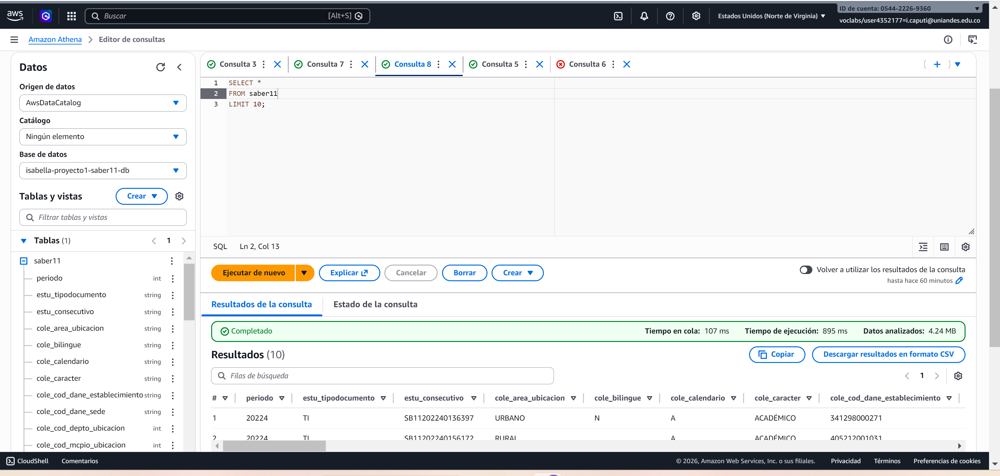 aws
Buscar
[Alt+S]
Estados Unidos (Norte de Virginia)
ID de cuenta: 0544-2226-9360
voclabs/user4352177=i.caputi@uniandes.edu.co
Amazon Athena
Editor de consultas
Datos
Origen de datos
AwsDataCatalog
Catálogo
Ningún elemento
Base de datos
isabella-proyecto1-saber11-db
Tablas y vistas
Crear
Filtrar tablas y vistas
Tablas (1)
1
saber11
periodo int
estu_tipodocumento string
estu_consecutivo string
cole_area_ubicacion string
cole_bilingue string
cole_calendario string
cole_caracter string
cole_cod_dane_establecimiento string
cole_cod_dane_sede string
cole_cod_depto_ubicacion int
cole_cod_mcpio_ubicacion int
Consulta 3
Consulta 7
Consulta 8
Consulta 5
Consulta 6
1 SELECT *
2 FROM saber11
3 LIMIT 10;
SQL Ln 2, Col 13
Ejecutar de nuevo
Explicar
Cancelar
Borrar
Crear
Volver a utilizar los resultados de la consulta
hasta hace 60 minutos
Resultados de la consulta
Estado de la consulta
Completado
Tiempo en cola: 107 ms
Tiempo de ejecución: 895 ms
Datos analizados: 4.24 MB
Resultados (10)
Copiar
Descargar resultados en formato CSV
Filas de búsqueda
1
# periodo estu_tipodocumento estu_consecutivo cole_area_ubicacion cole_bilingue cole_calendario cole_caracter cole_cod_dane_establecimiento
1 20224 TI SB11202240136397 URBANO N A ACADÉMICO 341298000271
2 20224 TI SB11202240156172 RURAL A ACADÉMICO 405212001031
CloudShell
Comentarios
© 2026, Amazon Web Services, Inc. o sus filiales.
Privacidad
Términos
Preferencias de cookies